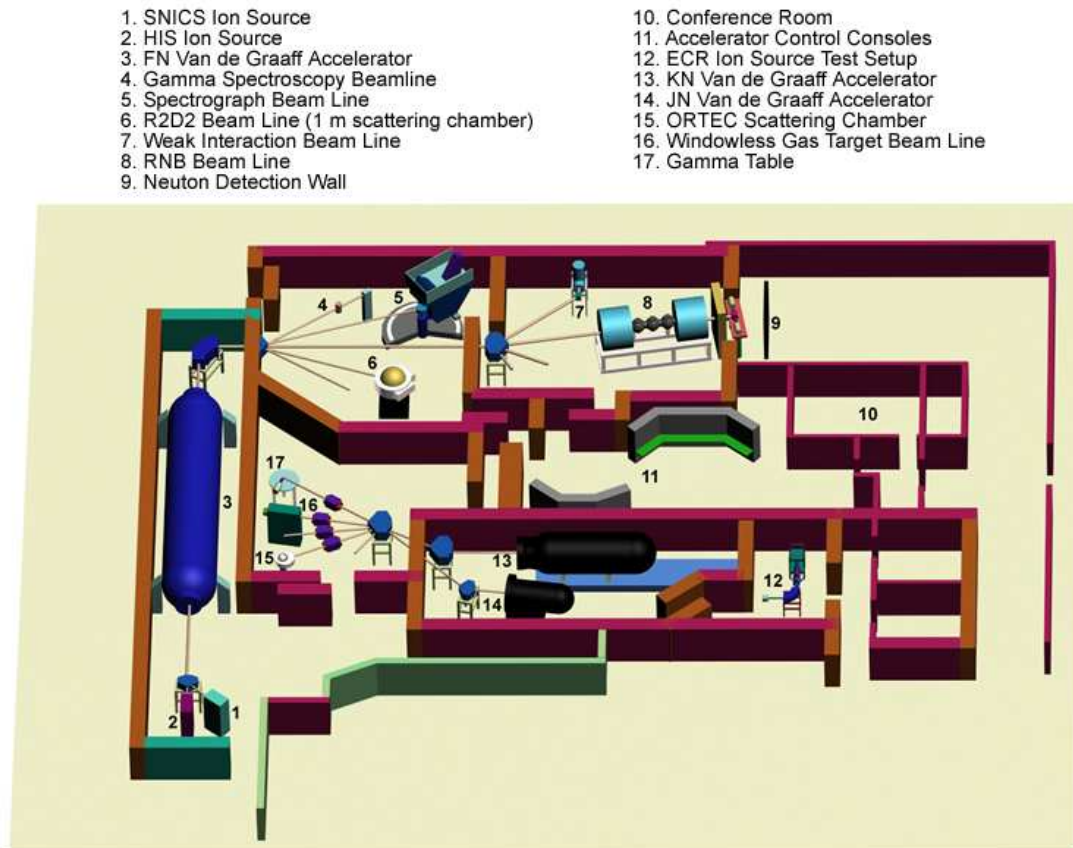 1. SNICS Ion Source
2. HIS Ion Source
3. FN Van de Graaff Accelerator
4. Gamma Spectroscopy Beamline
5. Spectrograph Beam Line
6. R2D2 Beam Line (1 m scattering chamber)
7. Weak Interaction Beam Line
8. RNB Beam Line
9. Neuton Detection Wall
10. Conference Room
11. Accelerator Control Consoles
12. ECR Ion Source Test Setup
13. KN Van de Graaff Accelerator
14. JN Van de Graaff Accelerator
15. ORTEC Scattering Chamber
16. Windowless Gas Target Beam Line
17. Gamma Table
4
5
7
8
9
6
10
11
17
16
3
15
13
14
12
2
1